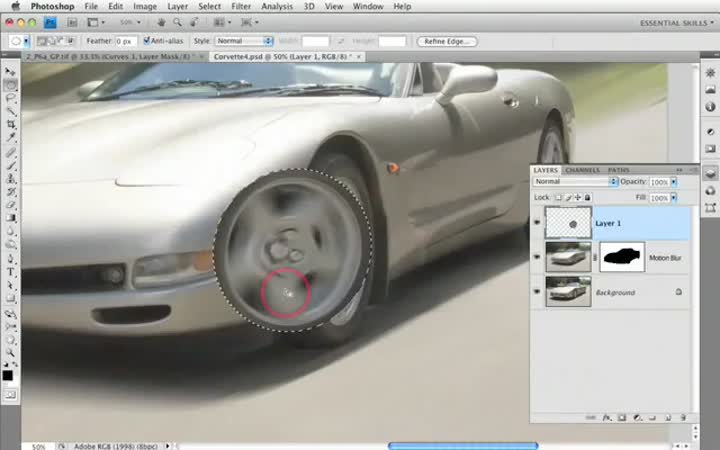 Photoshop File Edit Image Layer Select Filter Analysis 3D View Window Help
Ps Br 50% ESSENTIAL SKILLS
Feather: 0 px Anti-alias Style: Normal Width: Height: Refine Edge...
2_P6a_GP.tif @ 33.3% (Curves 1, Layer Mask/8) * Corvette4.psd @ 50% (Layer 1, RGB/8) *
LAYERS CHANNELS PATHS
Normal Opacity: 100%
Lock: Fill: 100%
Layer 1
Motion Blur
Background
50% Adobe RGB (1998) (8bpc)